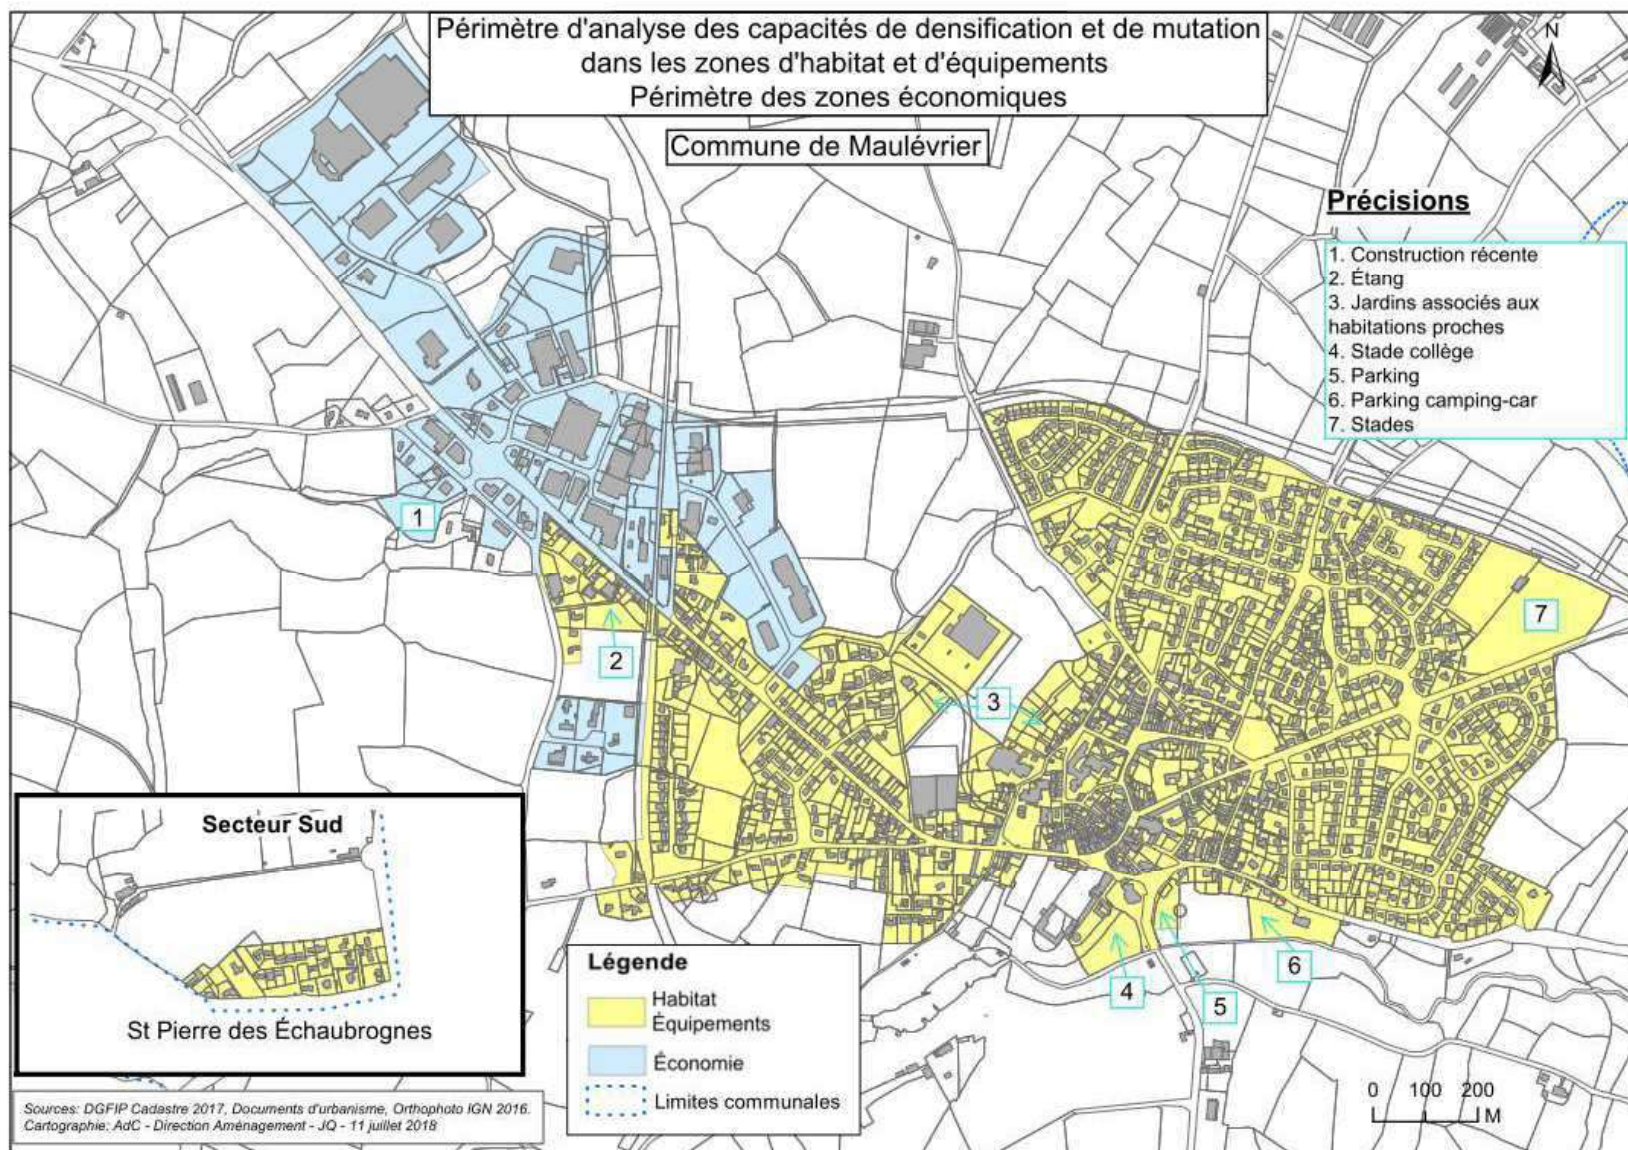 Périmètre d'analyse des capacités de densification et de mutation
dans les zones d'habitat et d'équipements
Périmètre des zones économiques
Commune de Maulévrier
N
Précisions
1. Construction récente
2. Étang
3. Jardins associés aux
habitations proches
4. Stade collège
5. Parking
6. Parking camping-car
7. Stades
1
2
3
7
4
5
6
Secteur Sud
St Pierre des Échaubrognes
Légende
Habitat
Équipements
Économie
Limites communales
0 100 200
M
Sources: DGFIP Cadastre 2017, Documents d'urbanisme, Orthophoto IGN 2016.
Cartographie: AdC - Direction Aménagement - JQ - 11 juillet 2018